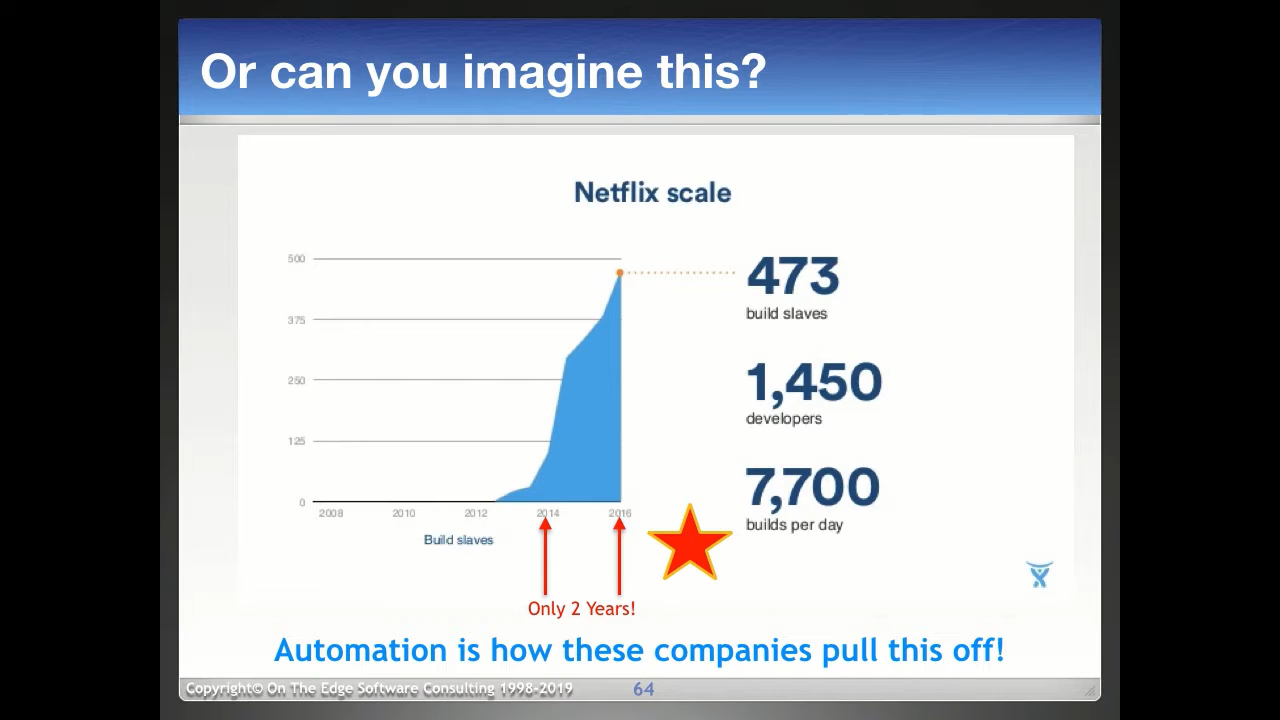 Or can you imagine this?
Netflix scale
500
375
250
125
0
2008 2010 2012 2014 2016
Build slaves
473
build slaves
1,450
developers
7,700
builds per day
Only 2 Years!
Automation is how these companies pull this off!
Copyright© On The Edge Software Consulting 1998-2019
64